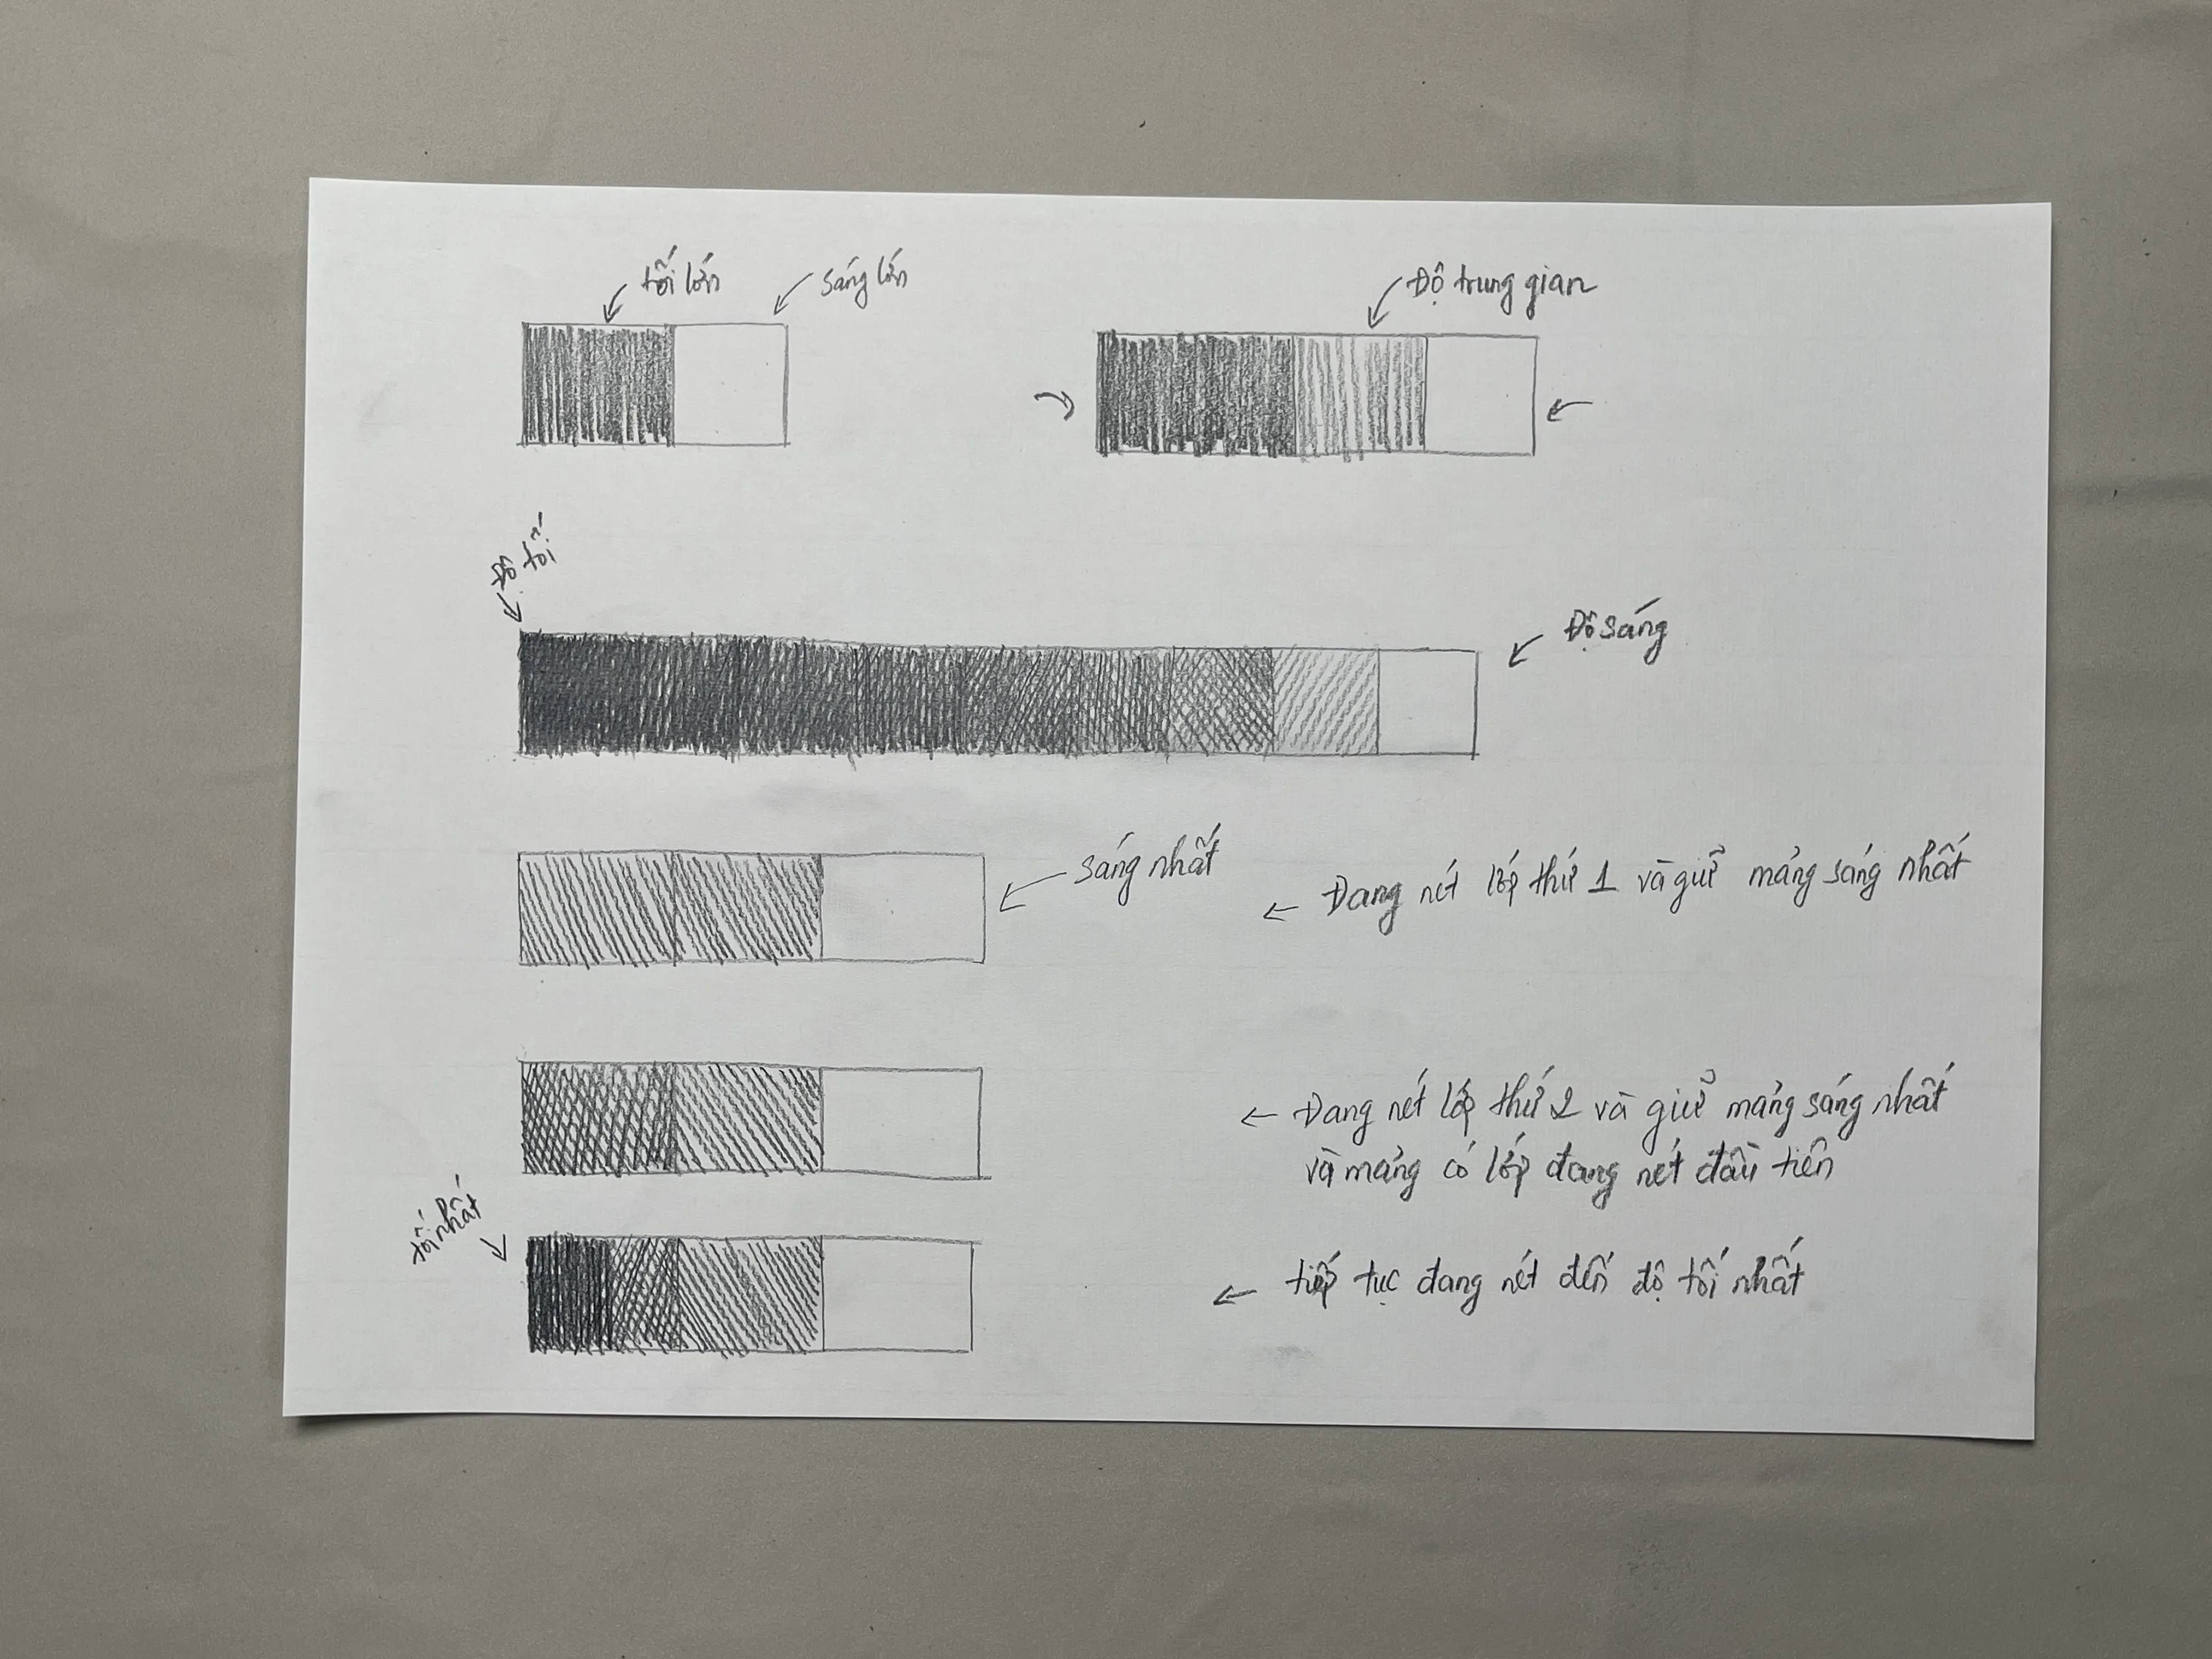 tối lớn
sáng lớn
Độ trung gian
Độ tối
Độ sáng
sáng nhất
Đang nét lớp thứ 1 và giữ mảng sáng nhất
Đang nét lớp thứ 2 và giữ mảng sáng nhất
và mảng có lớp đang nét đầu tiên
tối nhất
tiếp tục đang nét đến độ tối nhất